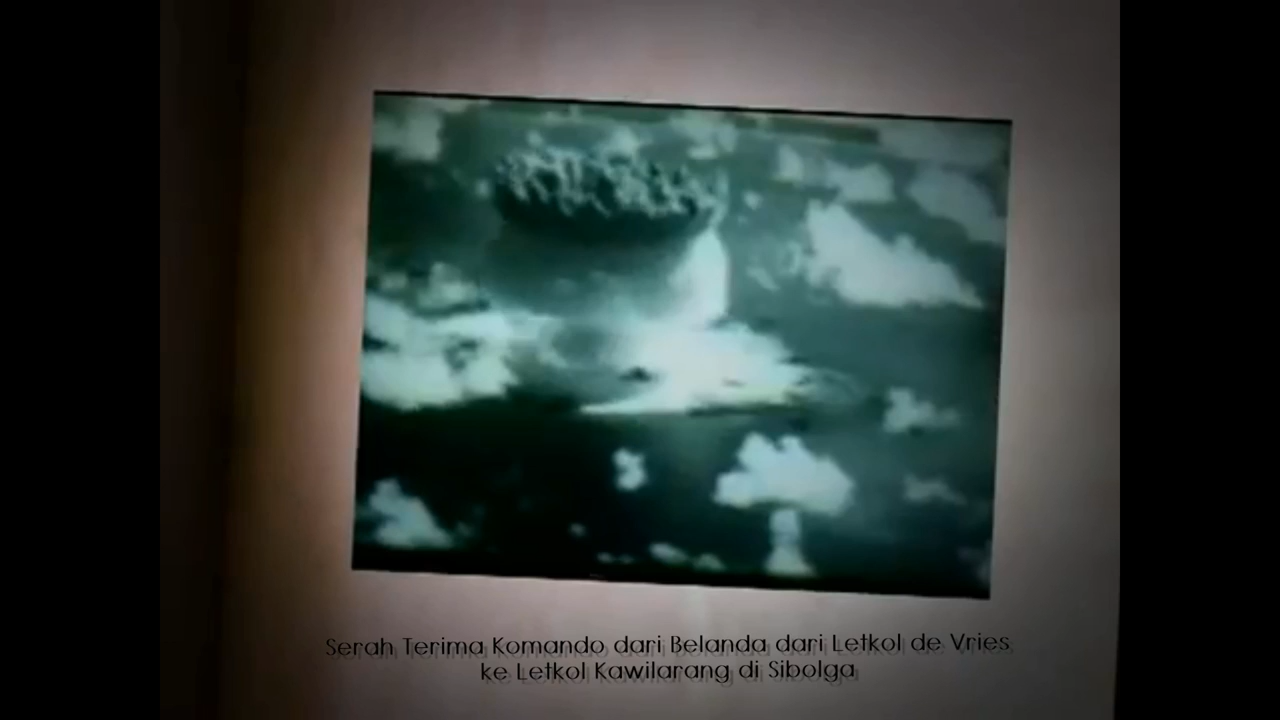 Serah Terima Komando dari Belanda dari Letkol de Vries
ke Letkol Kawilarang di Sibolga